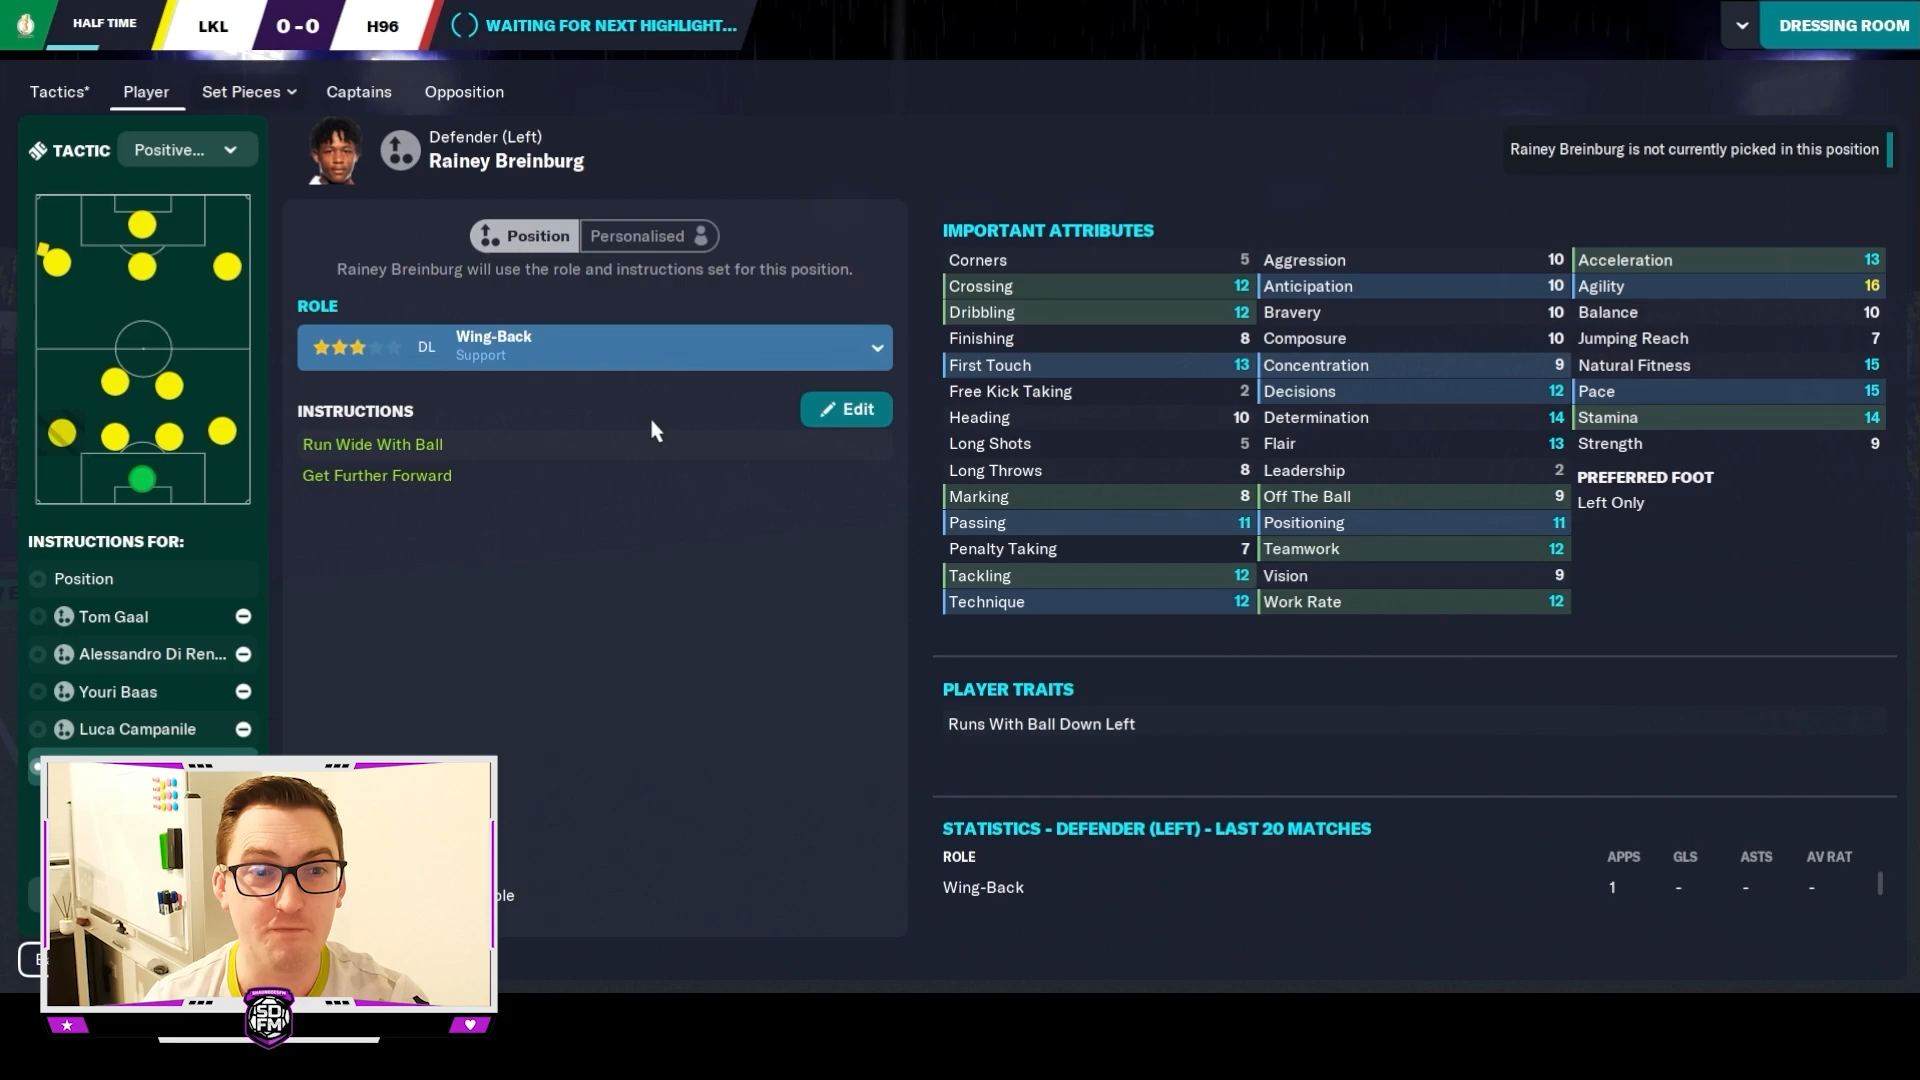 HALF TIME
LKL
0 - 0
H96
WAITING FOR NEXT HIGHLIGHT...
DRESSING ROOM
Tactics*
Player
Set Pieces
Captains
Opposition
TACTIC
Positive...
Defender (Left)
Rainey Breinburg
Rainey Breinburg is not currently picked in this position
Position
Personalised
Rainey Breinburg will use the role and instructions set for this position.
ROLE
DL
Wing-Back
Support
INSTRUCTIONS
Edit
Run Wide With Ball
Get Further Forward
INSTRUCTIONS FOR:
Position
Tom Gaal
Alessandro Di Ren...
Youri Baas
Luca Campanile
IMPORTANT ATTRIBUTES
Corners 5 Aggression 10 Acceleration 13
Crossing 12 Anticipation 10 Agility 16
Dribbling 12 Bravery 10 Balance 10
Finishing 8 Composure 10 Jumping Reach 7
First Touch 13 Concentration 9 Natural Fitness 15
Free Kick Taking 2 Decisions 12 Pace 15
Heading 10 Determination 14 Stamina 14
Long Shots 5 Flair 13 Strength 9
Long Throws 8 Leadership 2
Marking 8 Off The Ball 9
Passing 11 Positioning 11
Penalty Taking 7 Teamwork 12
Tackling 12 Vision 9
Technique 12 Work Rate 12
PREFERRED FOOT
Left Only
PLAYER TRAITS
Runs With Ball Down Left
STATISTICS - DEFENDER (LEFT) - LAST 20 MATCHES
ROLE APPS GLS ASTS AV RAT
Wing-Back 1 - - -
SD
FM